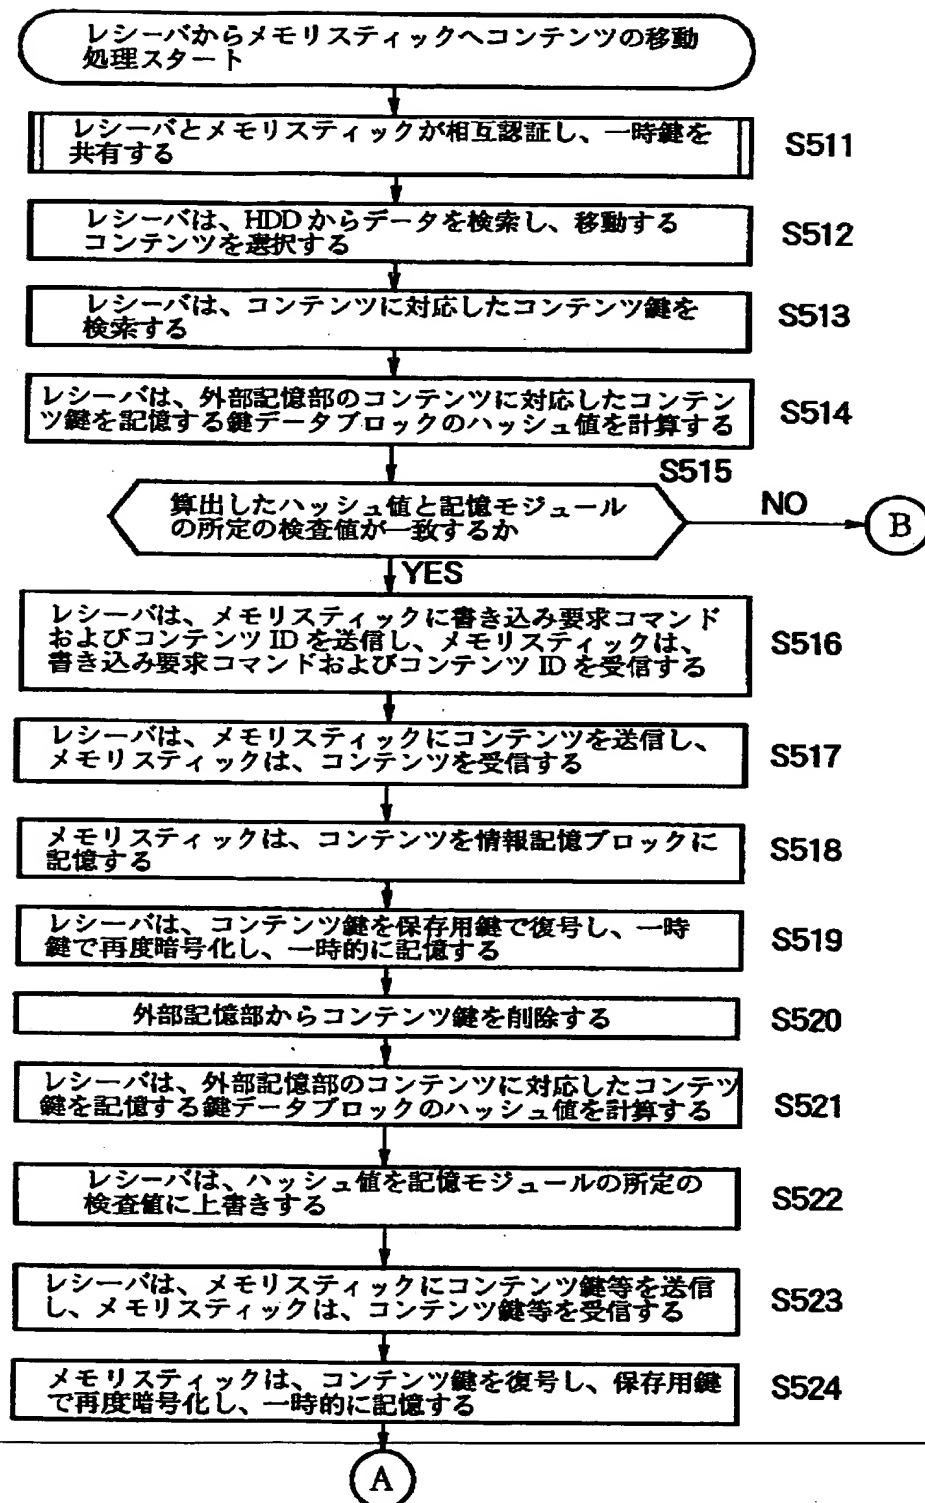 レシーバからメモリスティックへコンテンツの移動
処理スタート
レシーバとメモリスティックが相互認証し、一時鍵を
共有する
S511
レシーバは、HDDからデータを検索し、移動する
コンテンツを選択する
S512
レシーバは、コンテンツに対応したコンテンツ鍵を
検索する
S513
レシーバは、外部記憶部のコンテンツに対応したコンテン
ツ鍵を記憶する鍵データブロックのハッシュ値を計算する
S514
S515
算出したハッシュ値と記憶モジュール
の所定の検査値が一致するか
NO
B
YES
レシーバは、メモリスティックに書き込み要求コマンド
およびコンテンツIDを送信し、メモリスティックは、
書き込み要求コマンドおよびコンテンツIDを受信する
S516
レシーバは、メモリスティックにコンテンツを送信し、
メモリスティックは、コンテンツを受信する
S517
メモリスティックは、コンテンツを情報記憶ブロックに
記憶する
S518
レシーバは、コンテンツ鍵を保存用鍵で復号し、一時
鍵で再度暗号化し、一時的に記憶する
S519
外部記憶部からコンテンツ鍵を削除する
S520
レシーバは、外部記憶部のコンテンツに対応したコンテツ
鍵を記憶する鍵データブロックのハッシュ値を計算する
S521
レシーバは、ハッシュ値を記憶モジュールの所定の
検査値に上書きする
S522
レシーバは、メモリスティックにコンテンツ鍵等を送信
し、メモリスティックは、コンテンツ鍵等を受信する
S523
メモリスティックは、コンテンツ鍵を復号し、保存用鍵
で再度暗号化し、一時的に記憶する
S524
A